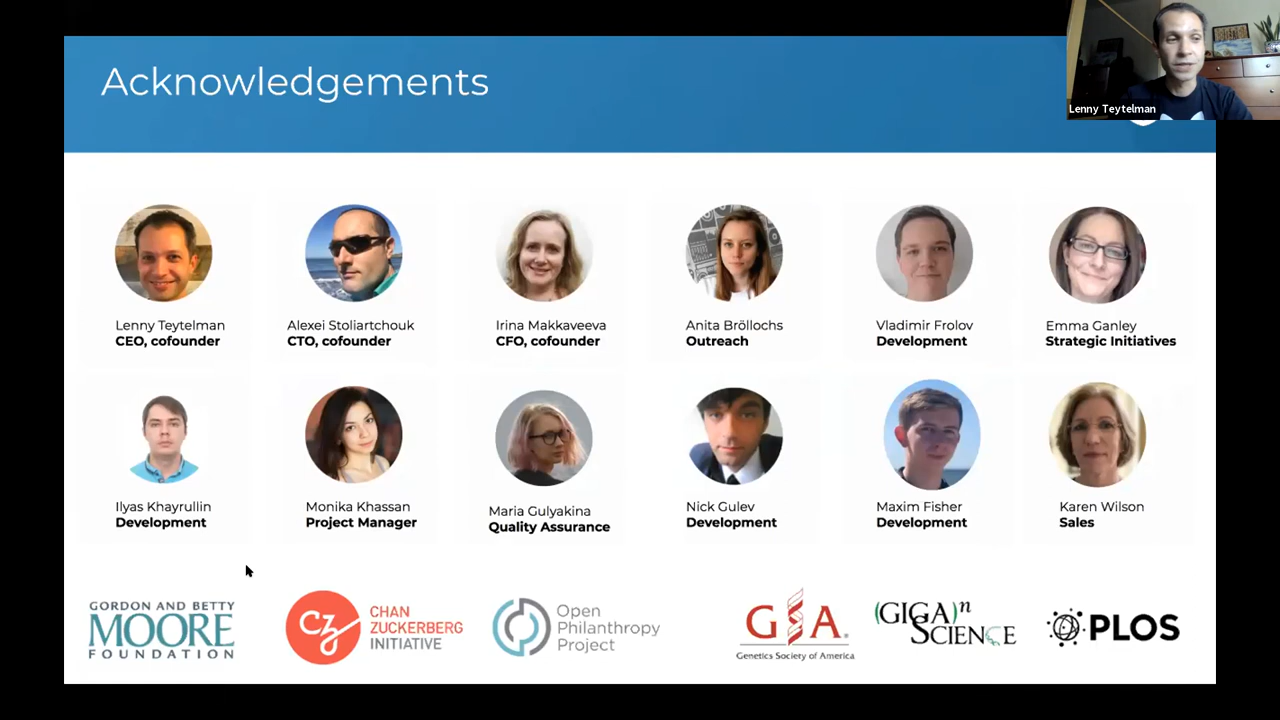 Acknowledgements
Lenny Teytelman
Lenny Teytelman
CEO, cofounder
Alexei Stoliartchouk
CTO, cofounder
Irina Makkaveeva
CFO, cofounder
Anita Bröllochs
Outreach
Vladimir Frolov
Development
Emma Ganley
Strategic Initiatives
Ilyas Khayrullin
Development
Monika Khassan
Project Manager
Maria Gulyakina
Quality Assurance
Nick Gulev
Development
Maxim Fisher
Development
Karen Wilson
Sales
GORDON AND BETTY
MOORE
FOUNDATION
CZ
CHAN
ZUCKERBERG
INITIATIVE
Open
Philanthropy
Project
GSA
Genetics Society of America
(GIGA)n
SCIENCE
PLOS